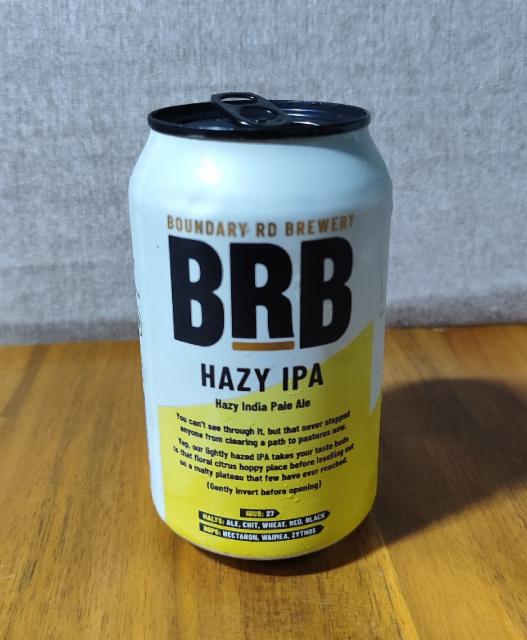 BOUNDARY RD BREWERY
BRB
HAZY IPA
Hazy India Pale Ale
You can't see through it, but that never stopped
anyone from clearing a path to pastures new.
Yep, our lightly hazed IPA takes your taste buds
to that floral citrus hoppy place before levelling out
on a malty plateau that few have ever reached.
(Gently invert before opening)
IBUS: 27
MALTS: ALE, CHIT, WHEAT, RED, BLACK
HOPS: NECTARON, WAIMEA, ZYTHOS